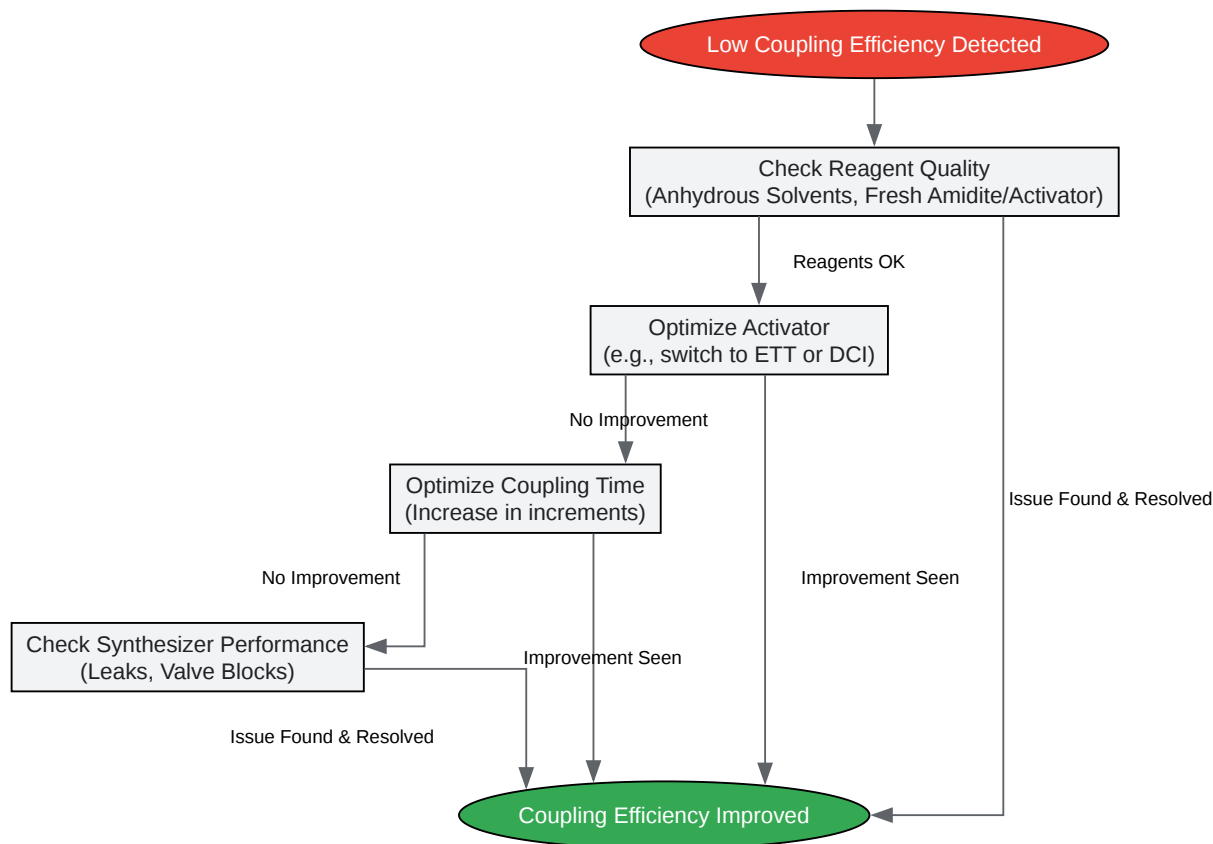 Low Coupling Efficiency Detected
Check Reagent Quality
(Anhydrous Solvents, Fresh Amidite/Activator)
Reagents OK
Optimize Activator
(e.g., switch to ETT or DCI)
No Improvement
Optimize Coupling Time
(Increase in increments)
Issue Found & Resolved
No Improvement
Improvement Seen
Check Synthesizer Performance
(Leaks, Valve Blocks)
Improvement Seen
Issue Found & Resolved
Coupling Efficiency Improved